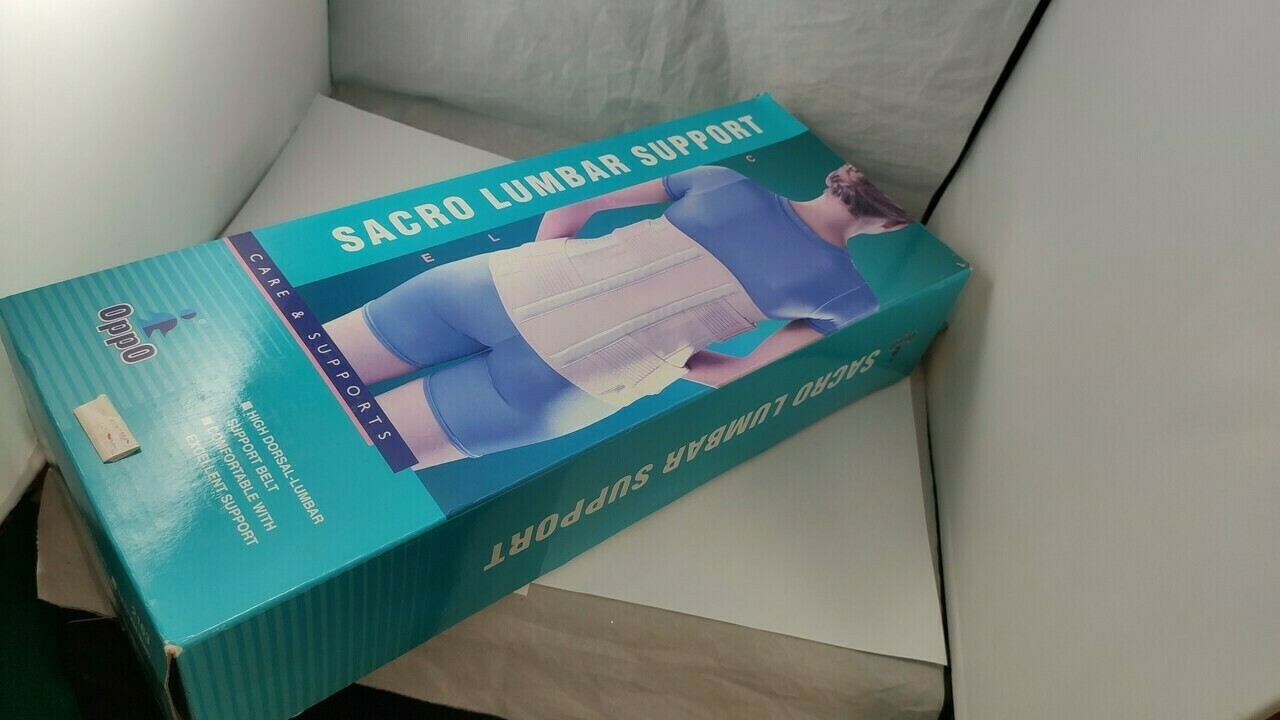 SACRO LUMBAR SUPPORT
C
L
E
CARE & SUPPORTS
OppO
■ HIGH DORSAL-LUMBAR
SUPPORT BELT
■ COMFORTABLE WITH
EXCELLENT SUPPORT
SACRO LUMBAR SUPPORT